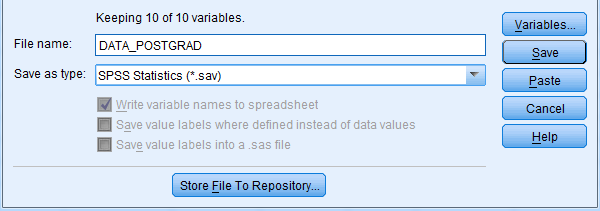 Keeping 10 of 10 variables.
Variables...
File name: DATA_POSTGRAD
Save
Save as type: SPSS Statistics (*.sav)
Paste
Write variable names to spreadsheet
Cancel
Save value labels where defined instead of data values
Help
Save value labels into a .sas file
Store File To Repository...